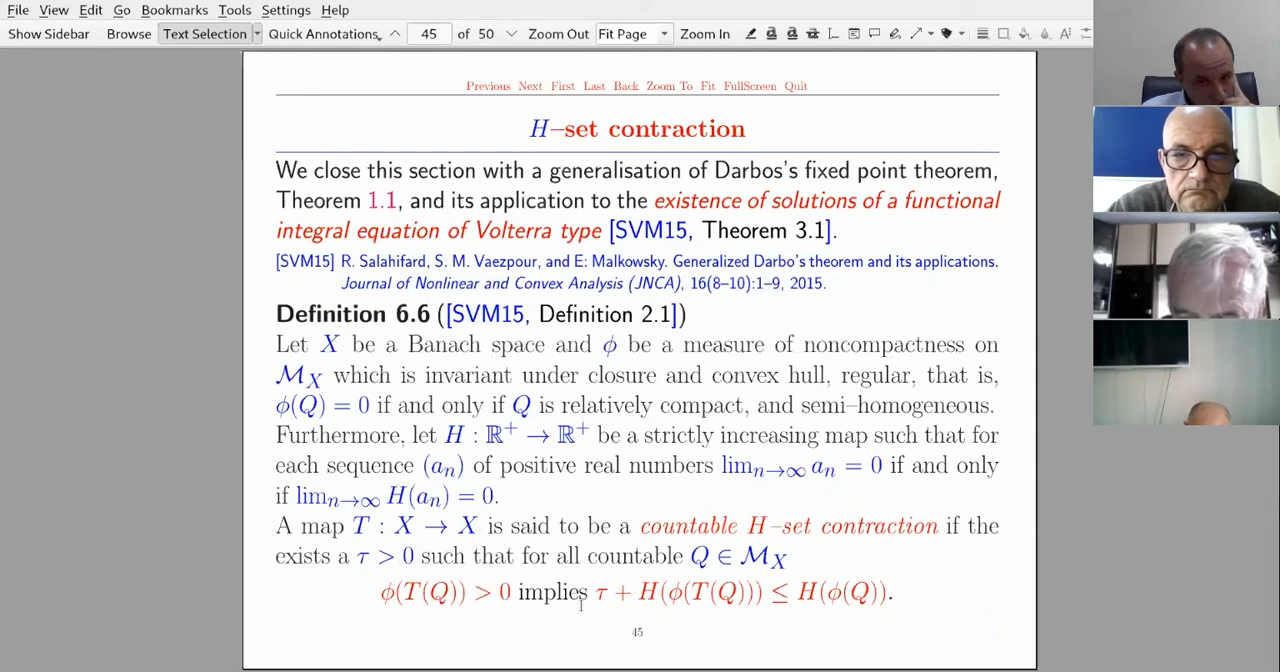 File View Edit Go Bookmarks Tools Settings Help
Show Sidebar Browse Text Selection Quick Annotations 45 of 50 Zoom Out Fit Page Zoom In
Previous Next First Last Back Zoom To Fit FullScreen Quit
H–set contraction
We close this section with a generalisation of Darbos's fixed point theorem,
Theorem 1.1, and its application to the existence of solutions of a functional
integral equation of Volterra type [SVM15, Theorem 3.1].
[SVM15] R. Salahifard, S. M. Vaezpour, and E: Malkowsky. Generalized Darbo's theorem and its applications.
Journal of Nonlinear and Convex Analysis (JNCA), 16(8–10):1–9, 2015.
Definition 6.6 ([SVM15, Definition 2.1])
Let X be a Banach space and ϕ be a measure of noncompactness on
ℳ_X which is invariant under closure and convex hull, regular, that is,
ϕ(Q) = 0 if and only if Q is relatively compact, and semi–homogeneous.
Furthermore, let H : ℝ⁺ → ℝ⁺ be a strictly increasing map such that for
each sequence (a_n) of positive real numbers lim_{n→∞} a_n = 0 if and only
if lim_{n→∞} H(a_n) = 0.
A map T : X → X is said to be a countable H–set contraction if the
exists a τ > 0 such that for all countable Q ∈ ℳ_X
ϕ(T(Q)) > 0 implies τ + H(ϕ(T(Q))) ≤ H(ϕ(Q)).
45